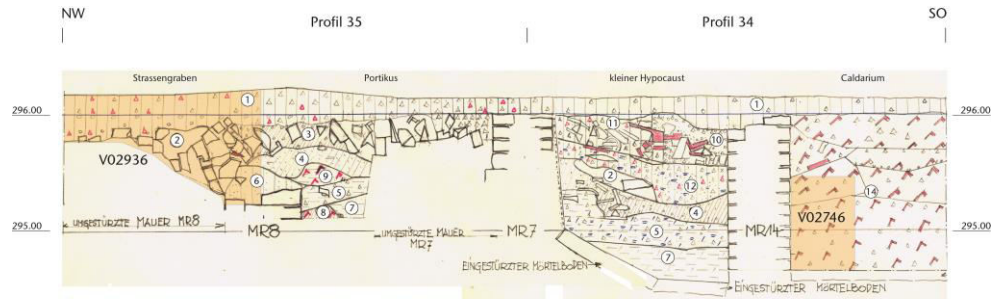 NW
Profil 35
Profil 34
SO
Strassengraben
Portikus
kleiner Hypocaust
Caldarium
296.00
296.00
1
1
2
3
4
9
5
6
8
7
11
10
2
12
4
5
7
14
V02936
V02746
295.00
295.00
UMGESTÜRZTE MAUER MR8
MR8
UMGESTÜRZTE MAUER
MR7
MR7
MR14
EINGESTÜRZTER MÖRTELBODEN
EINGESTÜRZTER MÖRTELBODEN